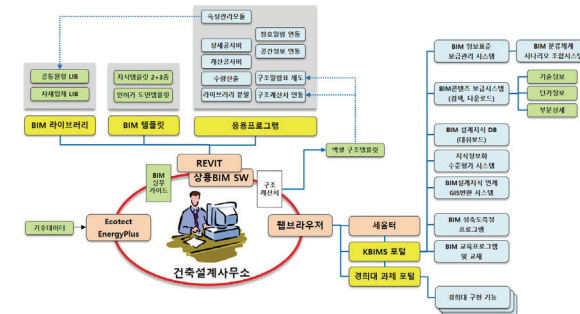 속성관리모듈
상세공사비
개산공사비
수량산출
라이브러리 분열
창호일람 연동
공간정보 연동
구조일람표 제도
구조계산서 연동
공동원형 LIB
자재업체 LIB
지식템플릿 2+3종
인허가 도면템플릿
BIM 라이브러리
BIM 템플릿
응용프로그램
엑셀 구조템플릿
REVIT
상용BIM SW
BIM
실무
가이드
구조
계산서
기후데이터
Ecotect
EnergyPlus
건축설계사무소
웹브라우저
세움터
KBIMS 포털
경희대 과제 포털
BIM 정보표준
보급관리 시스템
BIM 분류체계
시나리오 조합시스템
BIM콘텐츠 보급시스템
(검색, 다운로드)
기술정보
단가정보
부분상세
BIM 설계지식 DB
(대쉬보드)
지식정보화
수준평가 시스템
BIM설계지식 연계
GIS변환 시스템
BIM 성숙도측정
프로그램
BIM 교육프로그램
및 교재
경희대 구현 기능